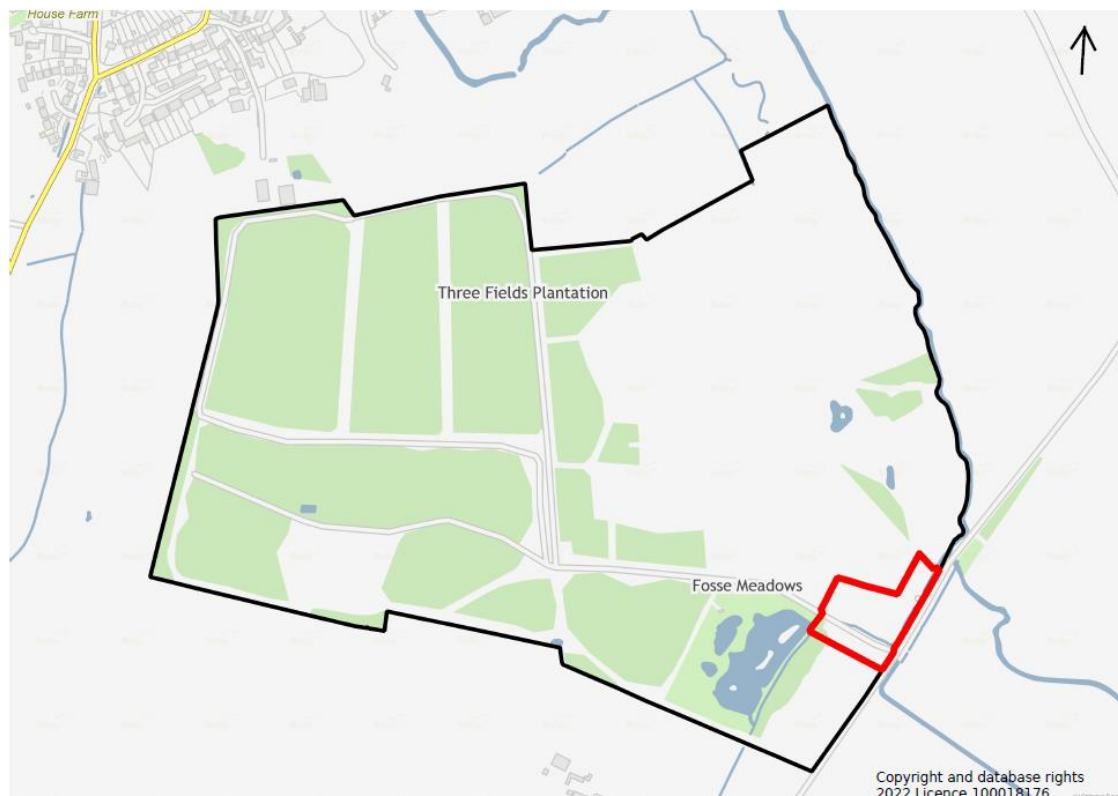 House Farm
Three Fields Plantation
Fosse Meadows
Copyright and database rights
2022 Licence 100018176